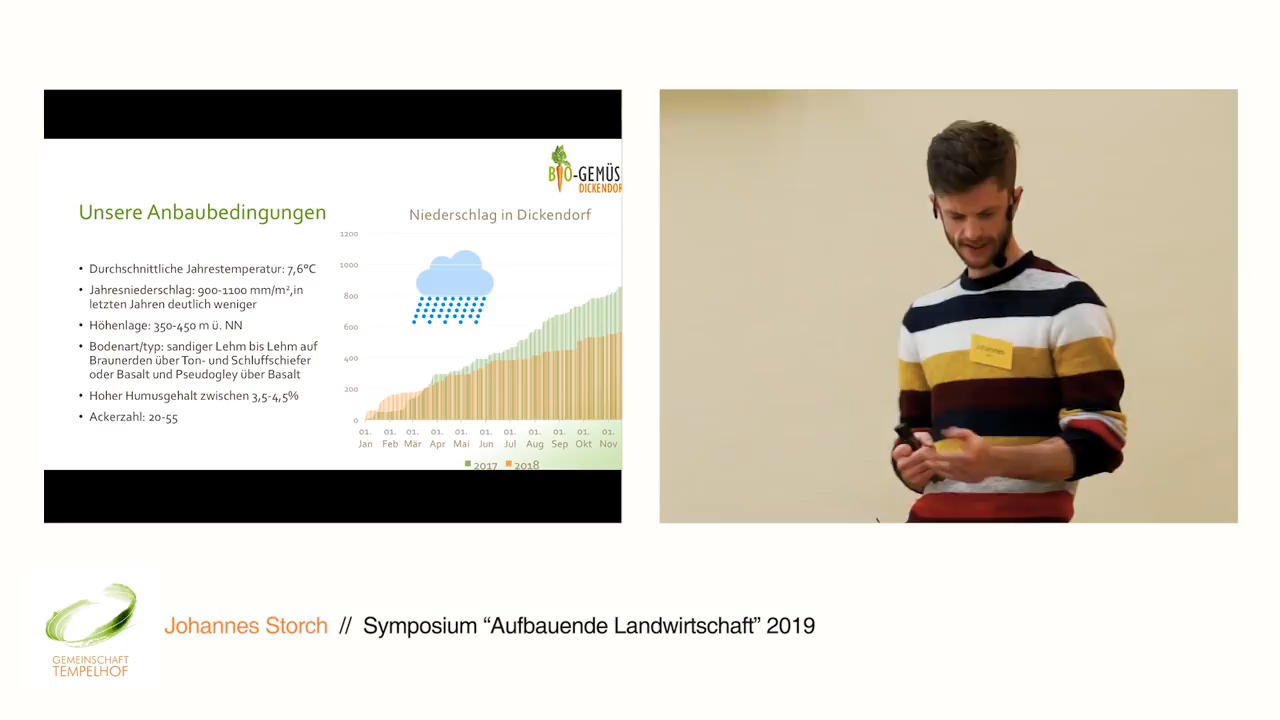 BIO-GEMÜS
DICKENDOR
Unsere Anbaubedingungen
• Durchschnittliche Jahrestemperatur: 7,6°C
• Jahresniederschlag: 900-1100 mm/m²,in
letzten Jahren deutlich weniger
• Höhenlage: 350-450 m ü. NN
• Bodenart/typ: sandiger Lehm bis Lehm auf
Braunerden über Ton- und Schluffschiefer
oder Basalt und Pseudogley über Basalt
• Hoher Humusgehalt zwischen 3,5-4,5%
• Ackerzahl: 20-55
Niederschlag in Dickendorf
1200
1000
800
600
400
200
0
01. 01. 01. 01. 01. 01. 01. 01. 01. 01. 01.
Jan Feb Mär Apr Mai Jun Jul Aug Sep Okt Nov
2017 2018
Johannes
GEMEINSCHAFT
TEMPELHOF
Johannes Storch // Symposium “Aufbauende Landwirtschaft” 2019